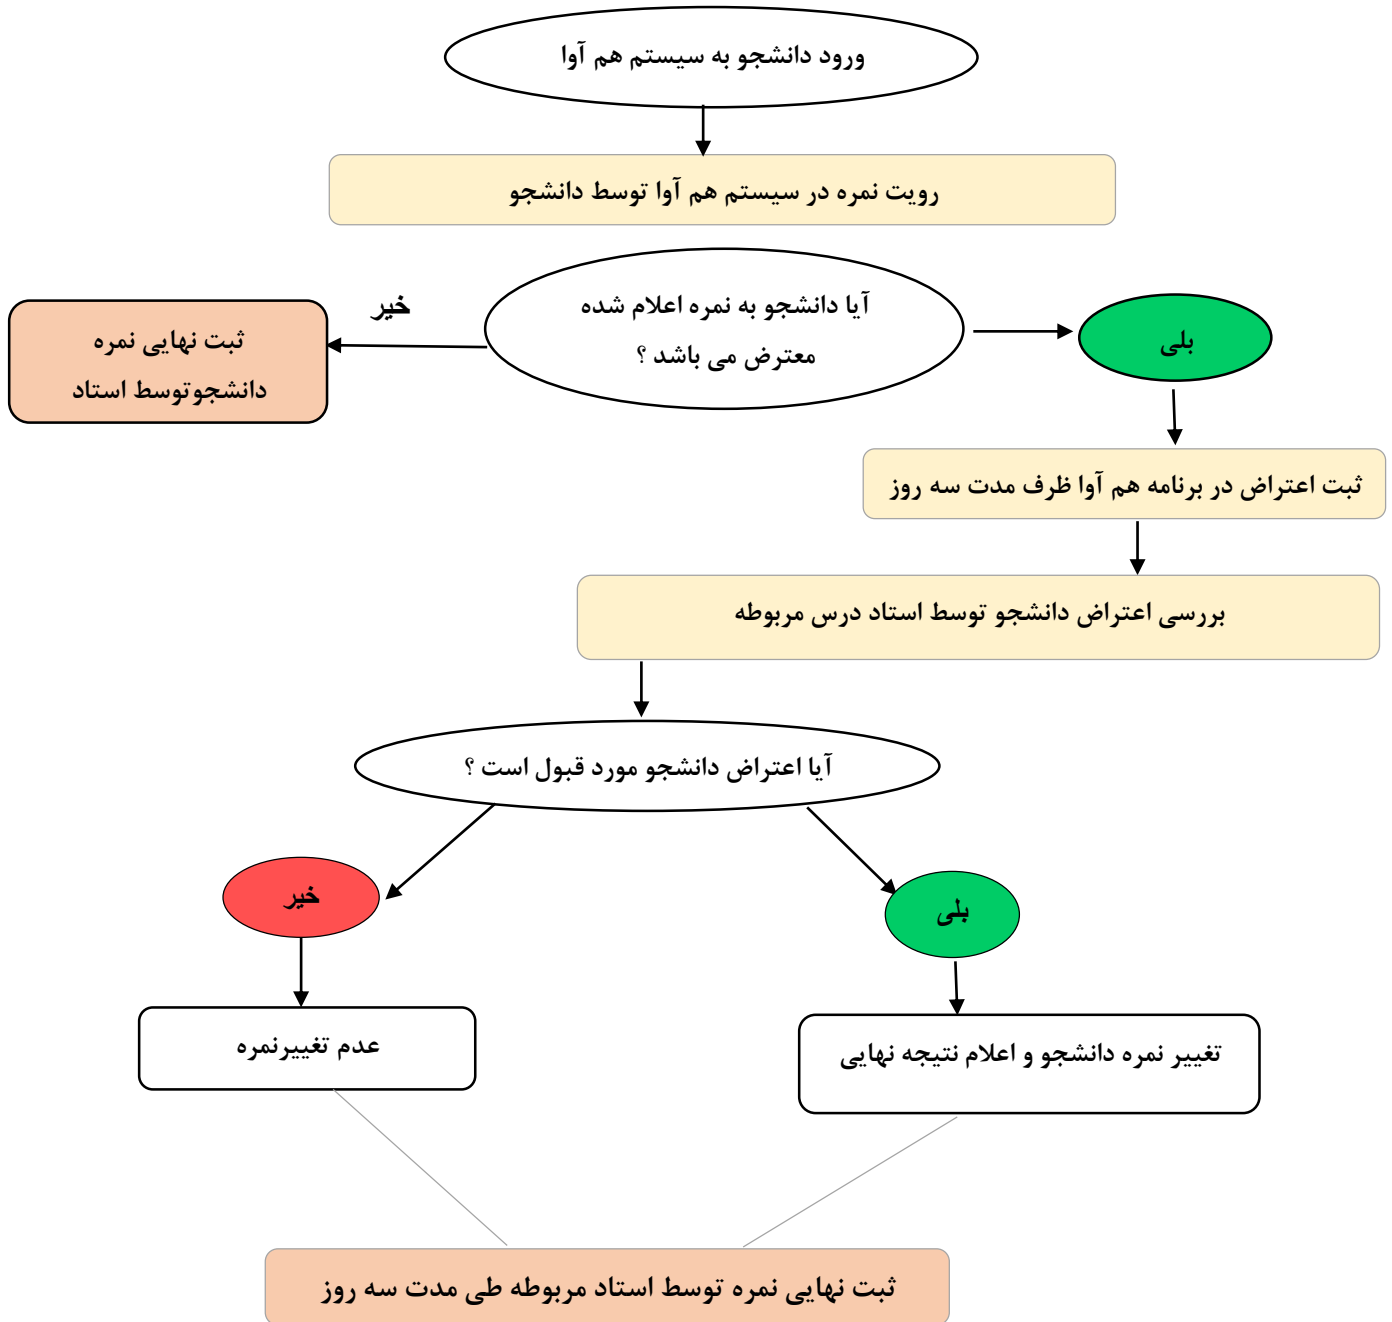 ورود دانشجو به سیستم هم آوا
رویت نمره در سیستم هم آوا توسط دانشجو
آیا دانشجو به نمره اعلام شده
معترض می باشد ؟
بلی
خیر
ثبت نهایی نمره
دانشجوتوسط استاد
ثبت اعتراض در برنامه هم آوا ظرف مدت سه روز
بررسی اعتراض دانشجو توسط استاد درس مربوطه
آیا اعتراض دانشجو مورد قبول است ؟
بلی
خیر
تغییر نمره دانشجو و اعلام نتیجه نهایی
عدم تغییرنمره
ثبت نهایی نمره توسط استاد مربوطه طی مدت سه روز